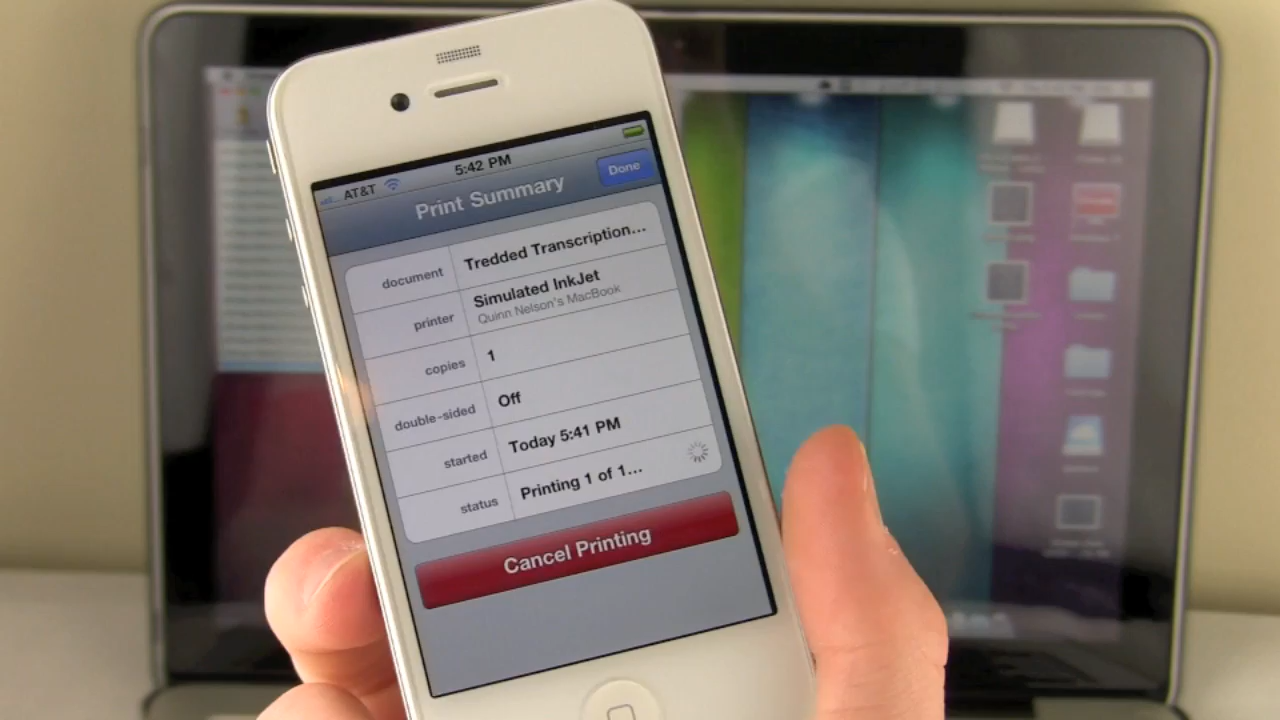 AT&T 5:42 PM
Print Summary Done
document Tredded Transcription...
printer Simulated InkJet
Quinn Nelson's MacBook
copies 1
double-sided Off
started Today 5:41 PM
status Printing 1 of 1...
Cancel Printing